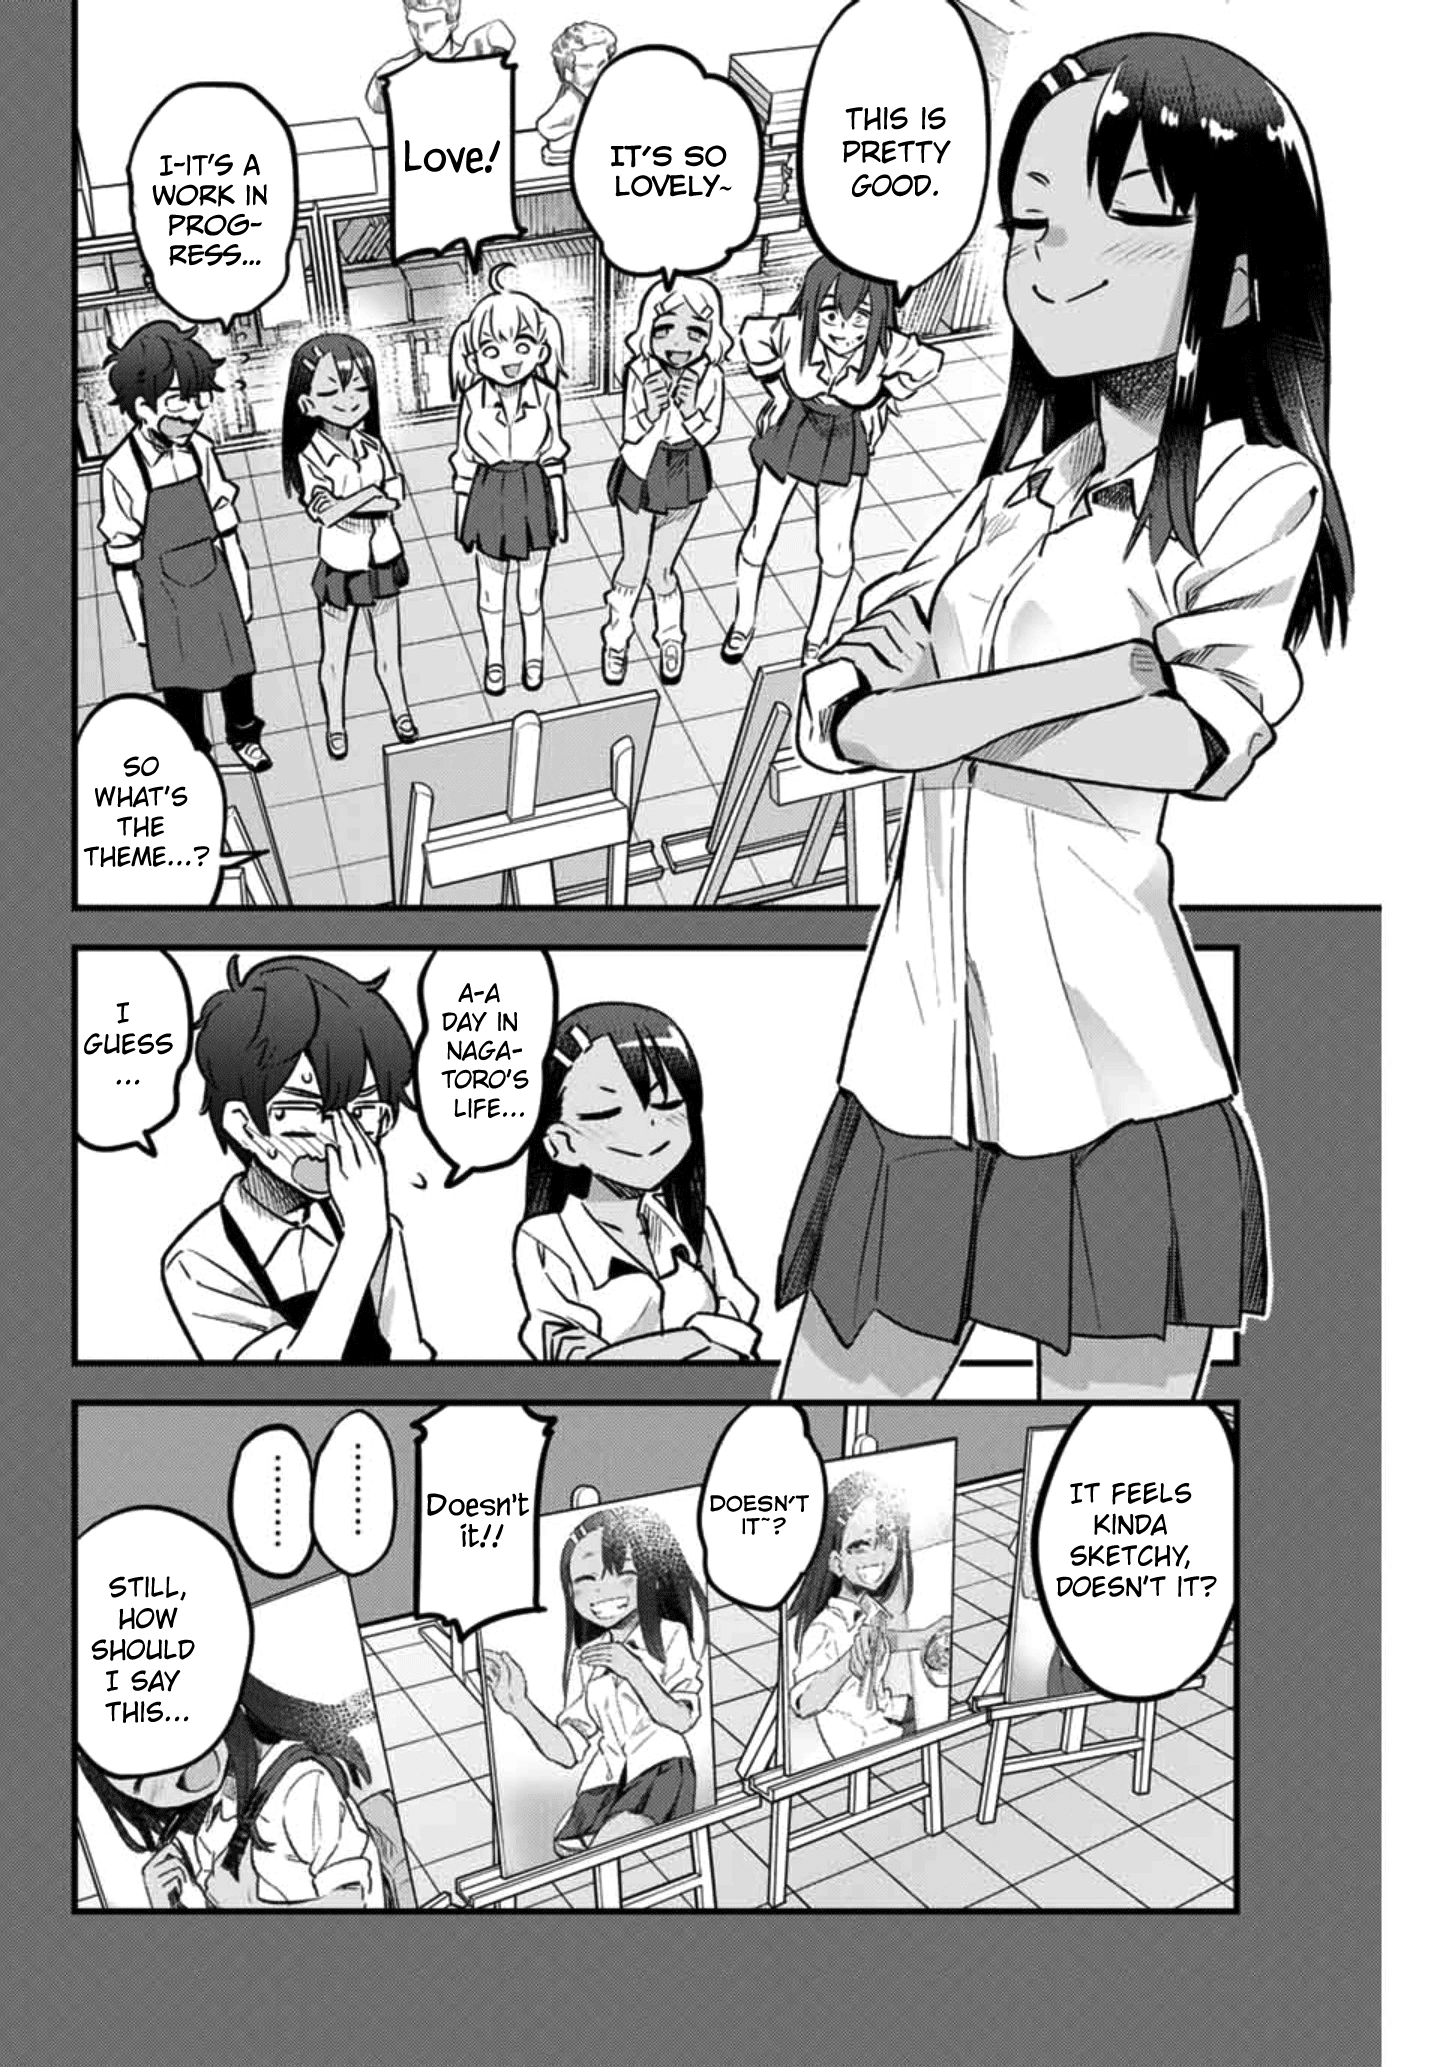 THIS IS
PRETTY
GOOD.
IT'S SO
LOVELY~
Love!
I-IT'S A
WORK IN
PROG-
RESS...
SO
WHAT'S
THE
THEME...?
A-A
DAY IN
NAGA-
TORO'S
LIFE...
I
GUESS
...
IT FEELS
KINDA
SKETCHY,
DOESN'T IT?
DOESN'T
IT~?
Doesn't
it!!
.........
.........
STILL,
HOW
SHOULD
I SAY
THIS...